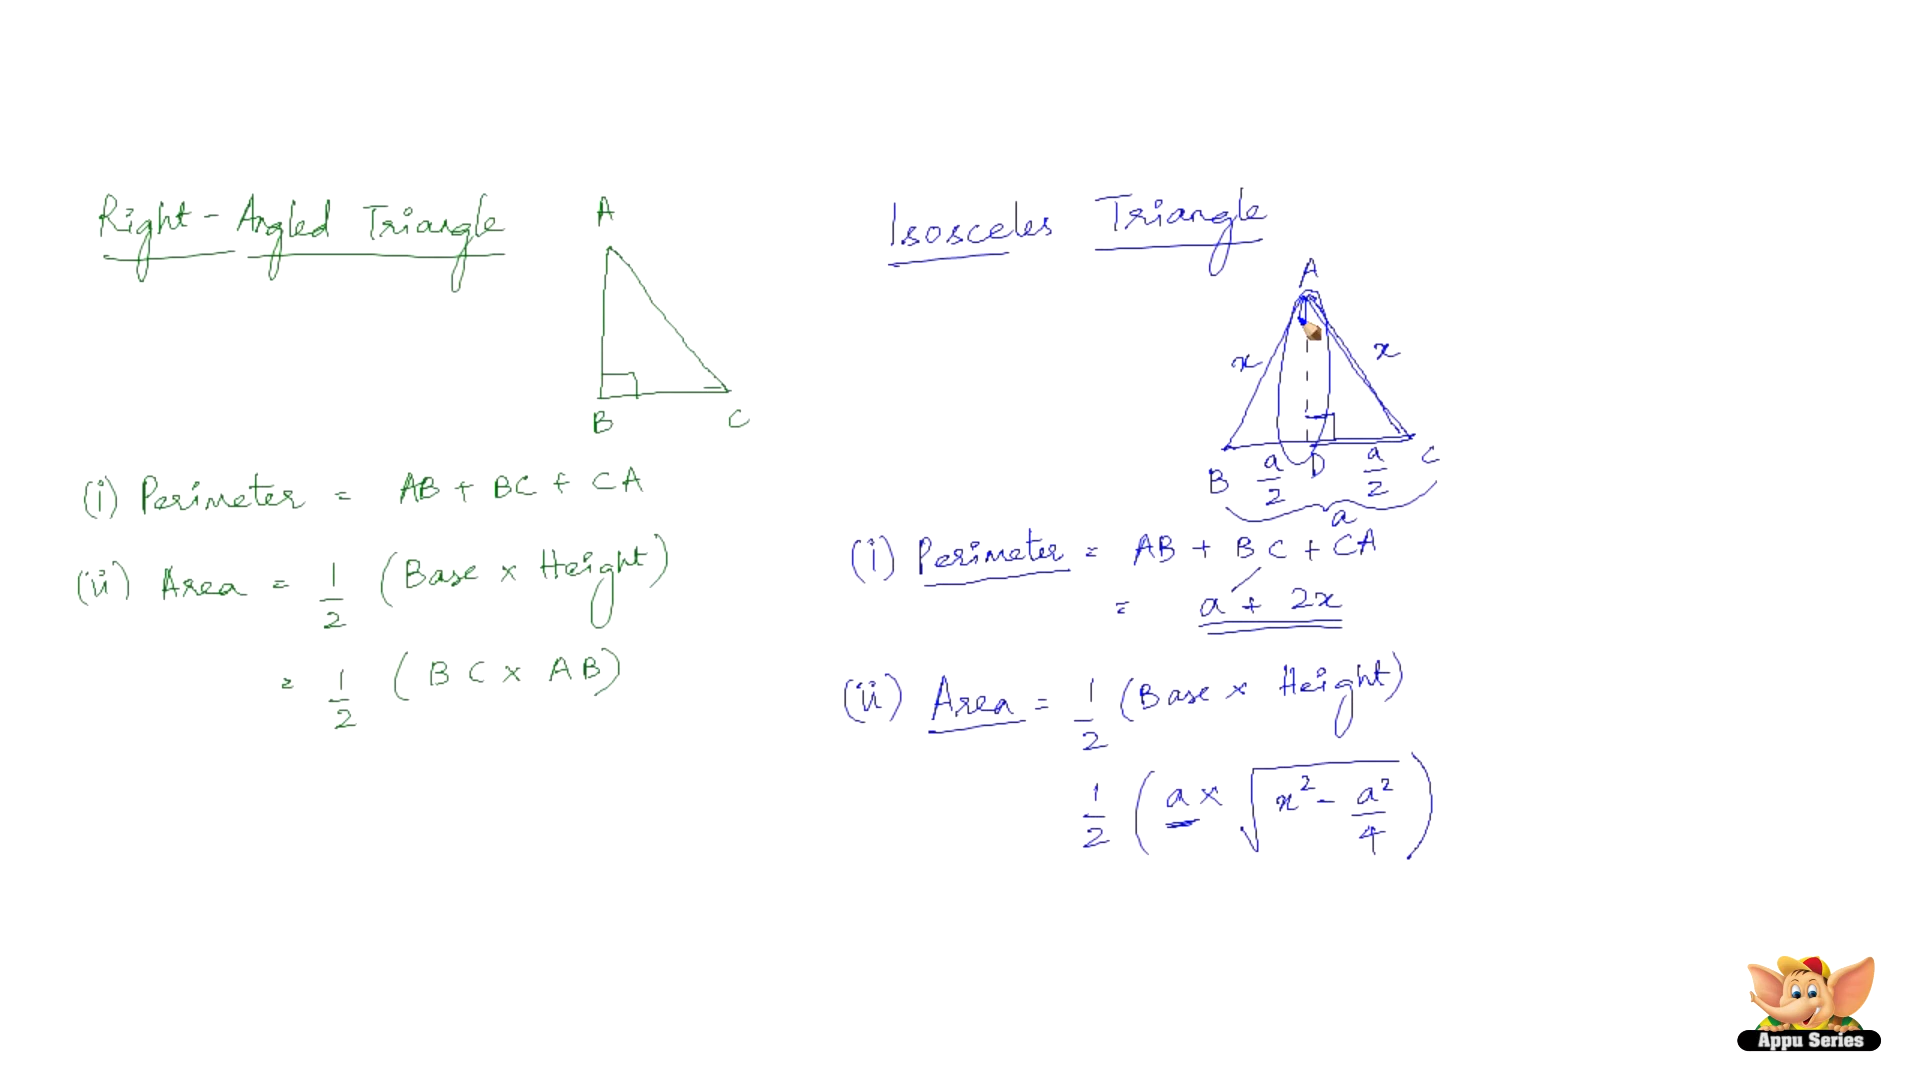 Right-Angled Triangle
A
B
C
(i) Perimeter = AB + BC + CA
(ii) Area = 1/2 (Base × Height)
= 1/2 (BC × AB)
Isosceles Triangle
A
x
x
B
a/2
D
a/2
C
a
(i) Perimeter = AB + BC + CA
= a + 2x
(ii) Area = 1/2 (Base × Height)
1/2 (a × √(x² - a²/4))
Appu Series